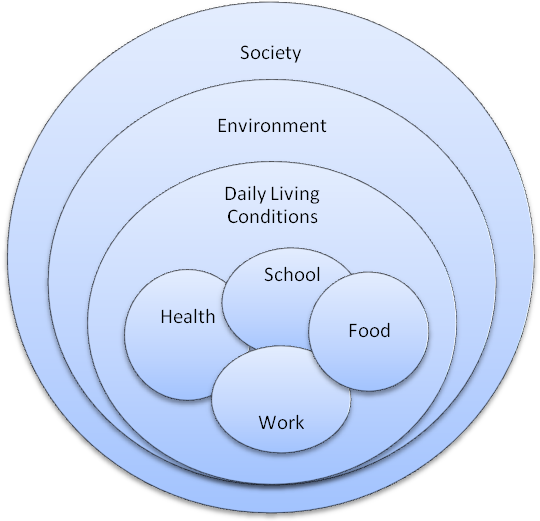 Society
Environment
Daily Living
Conditions
School
Health
Food
Work